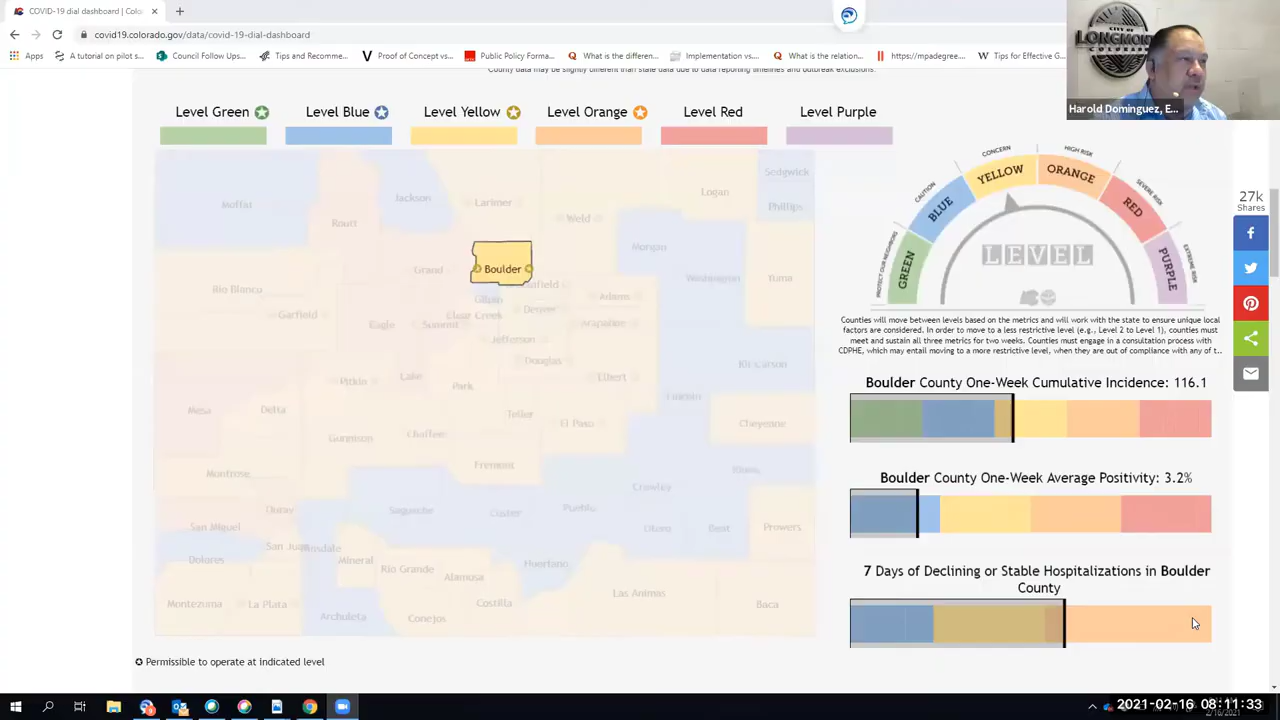 COVID-19 dial dashboard | Colo
covid19.colorado.gov/data/covid-19-dial-dashboard
Apps
A tutorial on pilot s...
Council Follow Ups...
Tips and Recomme...
Proof of concept vs...
Public Policy Forma...
What is the differen...
Implementation vs...
What is the relation...
https://mpadegree....
Tips for Effective G...
CITY OF
LONGMONT
COLORADO
Harold Dominguez, E...
County data may be slightly different than state data due to data reporting timelines and outbreak exclusions.
Level Green
Level Blue
Level Yellow
Level Orange
Level Red
Level Purple
Moffat
Routt
Jackson
Larimer
Weld
Logan
Sedgwick
Phillips
Morgan
Washington
Yuma
Rio Blanco
Grand
Boulder
Gilpin
Adams
Garfield
Eagle
Summit
Clear Creek
Denver
Arapahoe
Jefferson
Douglas
Elbert
Kit Carson
Pitkin
Lake
Park
Lincoln
Mesa
Delta
Teller
El Paso
Cheyenne
Gunnison
Chaffee
Fremont
Kiowa
Montrose
Crowley
Ouray
Saguache
Custer
Pueblo
Otero
Bent
Prowers
San Miguel
San Juan
Hinsdale
Dolores
Mineral
Rio Grande
Alamosa
Huerfano
Las Animas
Baca
Montezuma
La Plata
Archuleta
Conejos
Costilla
PROTECT OUR NEIGHBORS
CAUTION
CONCERN
HIGH RISK
SEVERE RISK
EXTREME RISK
GREEN
BLUE
YELLOW
ORANGE
RED
PURPLE
LEVEL
Counties will move between levels based on the metrics and will work with the state to ensure unique local
factors are considered. In order to move to a less restrictive level (e.g., Level 2 to Level 1), counties must
meet and sustain all three metrics for two weeks. Counties must engage in a consultation process with
CDPHE, which may entail moving to a more restrictive level, when they are out of compliance with any of t..
Boulder County One-Week Cumulative Incidence: 116.1
Boulder County One-Week Average Positivity: 3.2%
7 Days of Declining or Stable Hospitalizations in Boulder
County
27k
Shares
✪ Permissible to operate at indicated level
2021-02-16 08:11:33
2/16/2021